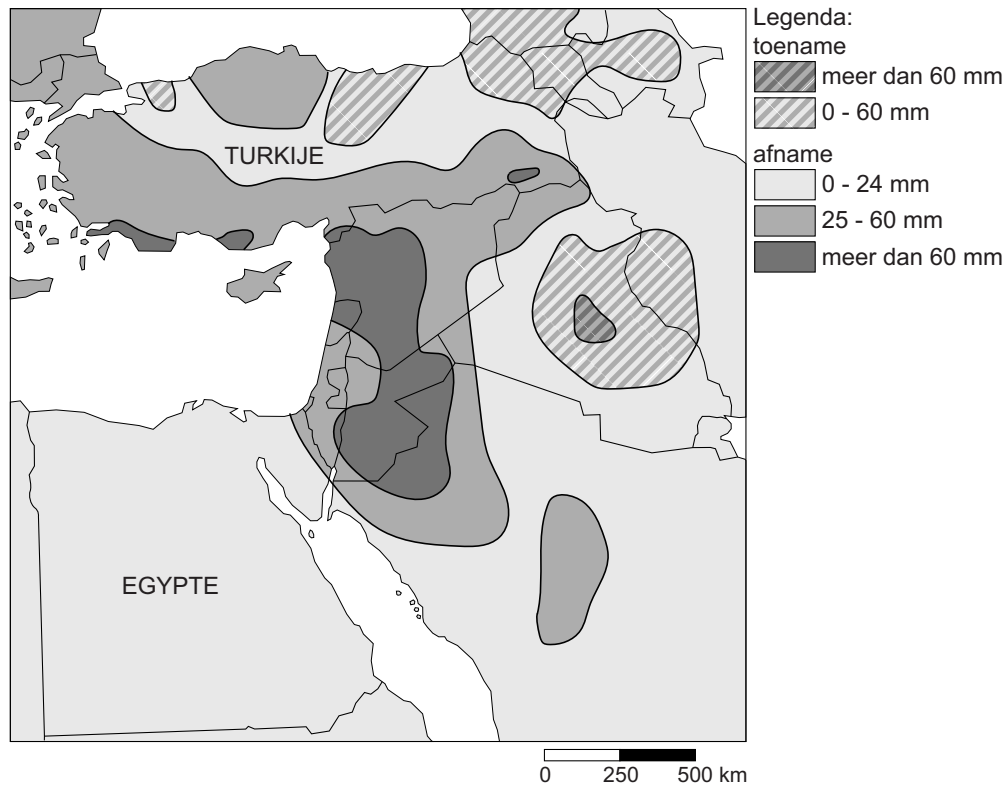 Legenda:
toename
meer dan 60 mm
0 - 60 mm
afname
0 - 24 mm
25 - 60 mm
meer dan 60 mm
TURKIJE
EGYPTE
0 250 500 km